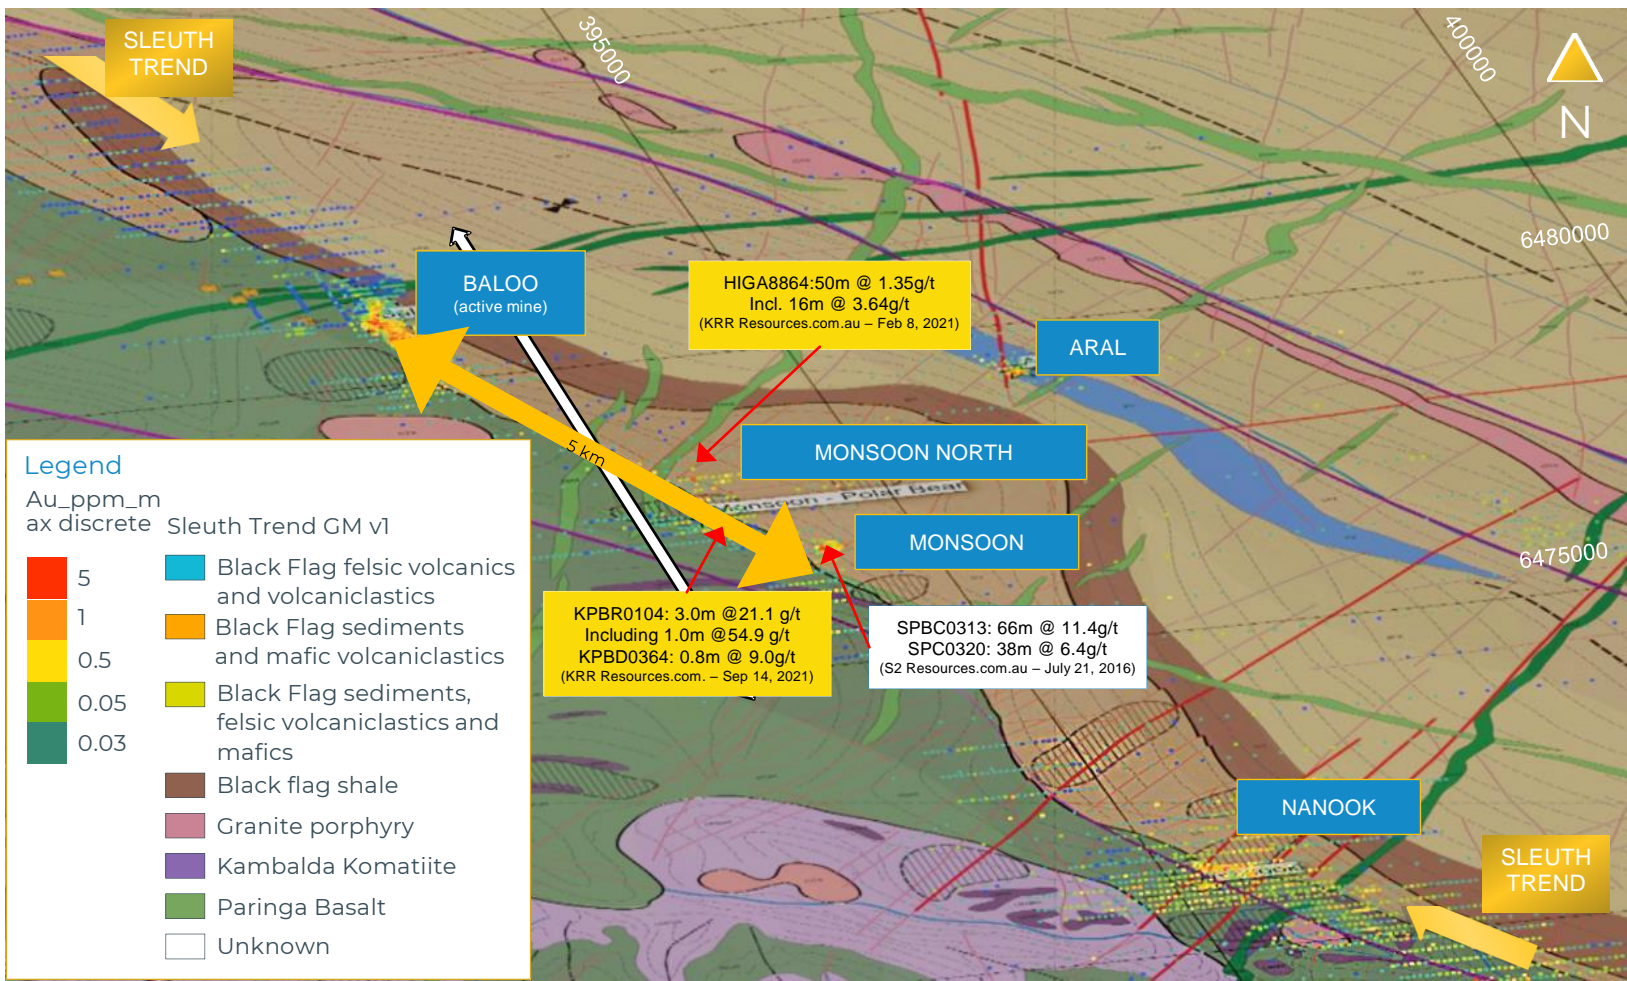 SLEUTH
TREND
395000
400000
N
6480000
BALOO
(active mine)
HIGA8864:50m @ 1.35g/t
Incl. 16m @ 3.64g/t
(KRR Resources.com.au – Feb 8, 2021)
ARAL
5 km
MONSOON NORTH
Monsoon - Polar Bear
MONSOON
6475000
KPBR0104: 3.0m @21.1 g/t
Including 1.0m @54.9 g/t
KPBD0364: 0.8m @ 9.0g/t
(KRR Resources.com. – Sep 14, 2021)
SPBC0313: 66m @ 11.4g/t
SPC0320: 38m @ 6.4g/t
(S2 Resources.com.au – July 21, 2016)
NANOOK
SLEUTH
TREND
Legend
Au_ppm_m
ax discrete
5
1
0.5
0.05
0.03
Sleuth Trend GM v1
Black Flag felsic volcanics
and volcaniclastics
Black Flag sediments
and mafic volcaniclastics
Black Flag sediments,
felsic volcaniclastics and
mafics
Black flag shale
Granite porphyry
Kambalda Komatiite
Paringa Basalt
Unknown